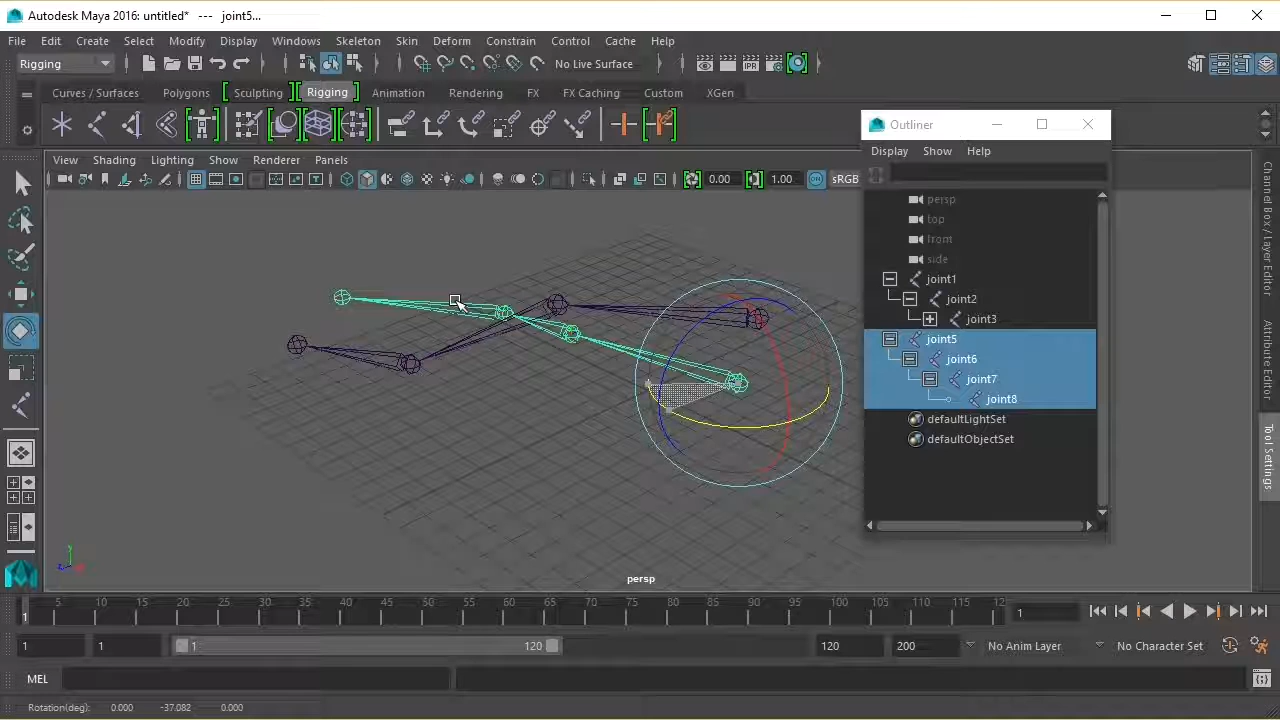 Autodesk Maya 2016: untitled* --- joint5...
File Edit Create Select Modify Display Windows Skeleton Skin Deform Constrain Control Cache Help
Rigging No Live Surface
Curves / Surfaces Polygons Sculpting Rigging Animation Rendering FX FX Caching Custom XGen
IPR
Outliner
View Shading Lighting Show Renderer Panels
Display Show Help
0.00 1.00 ON sRGB
persp
top
front
side
joint1
joint2
joint3
joint5
joint6
joint7
joint8
defaultLightSet
defaultObjectSet
Channel Box / Layer Editor
Attribute Editor
Tool Settings
persp
5 10 15 20 25 30 35 40 45 50 55 60 65 70 75 80 85 90 95 100 105 110 115 12
1 1
1 1 1 120 120 200 No Anim Layer No Character Set
MEL
Rotation(deg): 0.000 -37.082 0.000